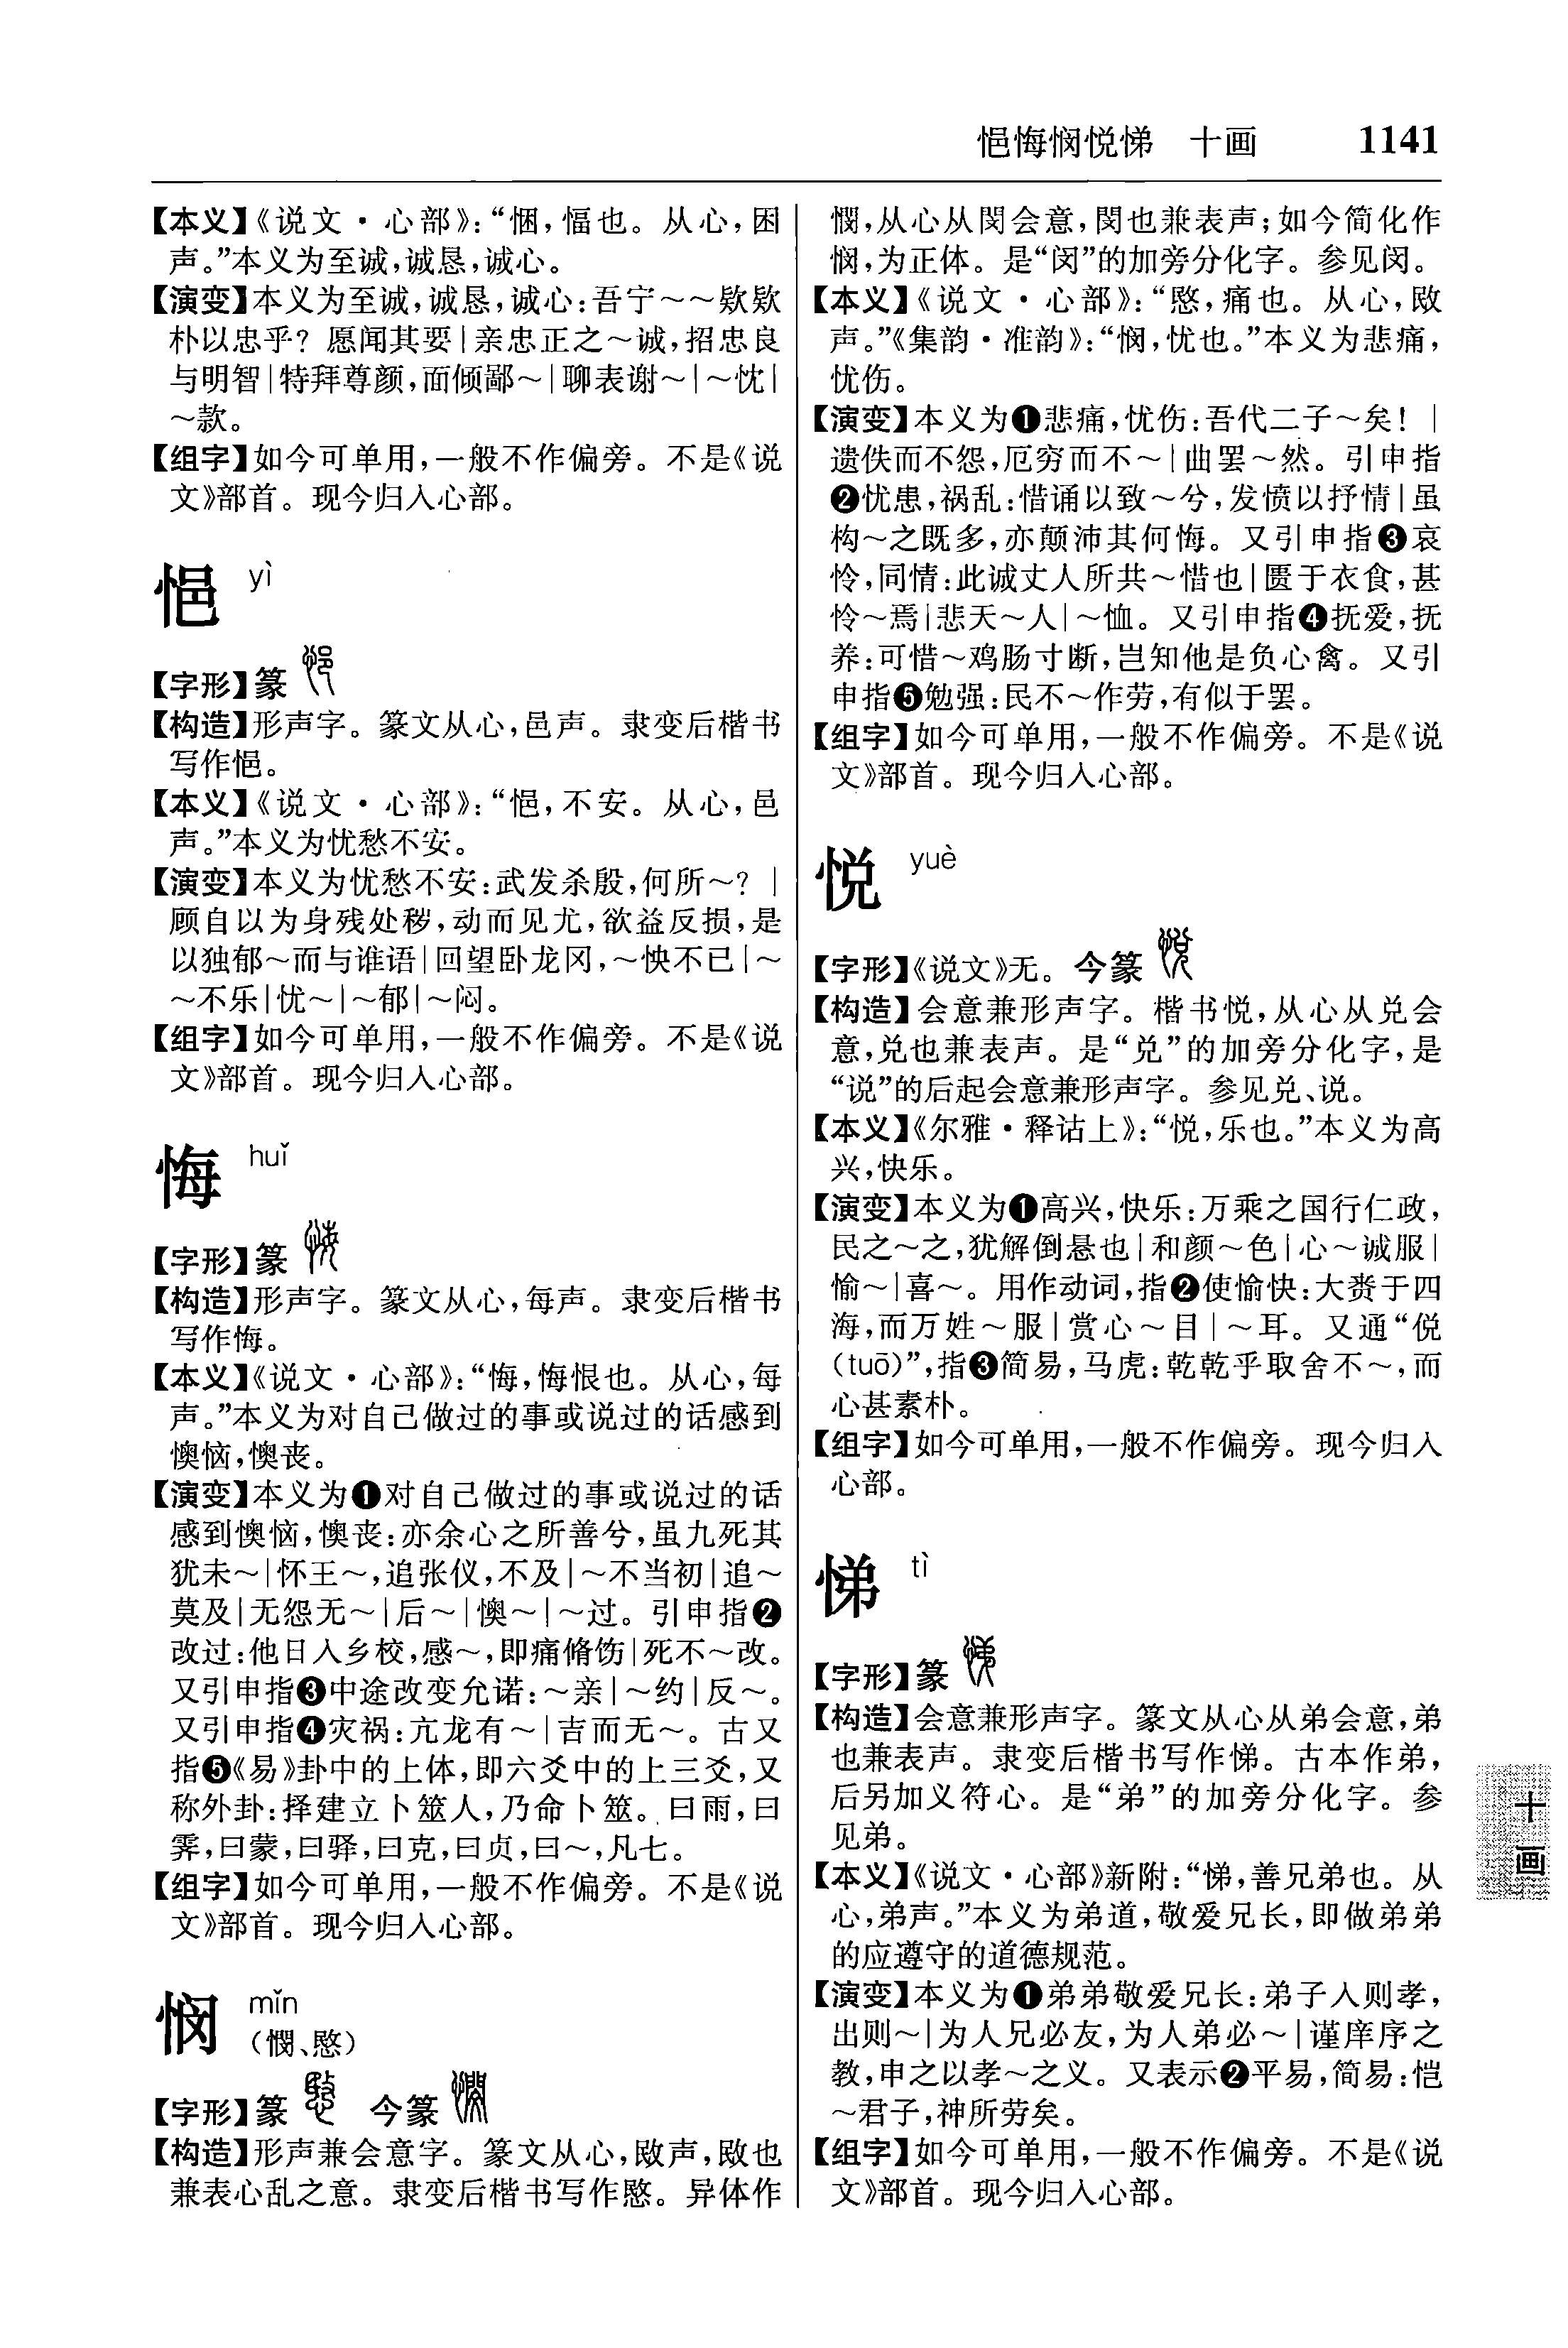 悒悔悯悦悌　十画　1141
【本义】《说文·心部》：“悃，愊也。从心，困
声。”本义为至诚，诚恳，诚心。
【演变】本义为至诚，诚恳，诚心：吾宁～～欵欵
朴以忠乎？愿闻其要|亲忠正之～诚，招忠良
与明智|特拜尊颜，面倾鄙～|聊表谢～|～忱|
～款。
【组字】如今可单用，一般不作偏旁。不是《说
文》部首。现今归入心部。
悒 yì
【字形】篆
【构造】形声字。篆文从心，邑声。隶变后楷书
写作悒。
【本义】《说文·心部》：“悒，不安。从心，邑
声。”本义为忧愁不安。
【演变】本义为忧愁不安：武发杀殷，何所～？|
顾自以为身残处秽，动而见尤，欲益反损，是
以独郁～而与谁语|回望卧龙冈，～怏不已|～
～不乐|忧～|～郁|～闷。
【组字】如今可单用，一般不作偏旁。不是《说
文》部首。现今归入心部。
悔 huǐ
【字形】篆
【构造】形声字。篆文从心，每声。隶变后楷书
写作悔。
【本义】《说文·心部》：“悔，悔恨也。从心，每
声。”本义为对自己做过的事或说过的话感到
懊恼，懊丧。
【演变】本义为❶对自己做过的事或说过的话
感到懊恼，懊丧：亦余心之所善兮，虽九死其
犹未～|怀王～，追张仪，不及|～不当初|追～
莫及|无怨无～|后～|懊～|～过。引申指❷
改过：他日入乡校，感～，即痛脩饬|死不～改。
又引申指❸中途改变允诺：～亲|～约|反～。
又引申指❹灾祸：亢龙有～|吉而无～。古又
指❺《易》卦中的上体，即六爻中的上三爻，又
称外卦：择建立卜筮人，乃命卜筮。曰雨，曰
霁，曰蒙，曰驿，曰克，曰贞，曰～，凡七。
【组字】如今可单用，一般不作偏旁。不是《说
文》部首。现今归入心部。
悯 mǐn
（憫、愍）
【字形】篆　今篆
【构造】形声兼会意字。篆文从心，敃声，敃也
兼表心乱之意。隶变后楷书写作愍。异体作
憫，从心从閔会意，閔也兼表声；如今简化作
悯，为正体。是“闵”的加旁分化字。参见闵。
【本义】《说文·心部》：“愍，痛也。从心，敃
声。”《集韵·准韵》：“悯，忧也。”本义为悲痛，
忧伤。
【演变】本义为❶悲痛，忧伤：吾代二子～矣！|
遗佚而不怨，厄穷而不～|曲罢～然。引申指
❷忧患，祸乱：惜诵以致～兮，发愤以抒情|虽
构～之既多，亦颠沛其何悔。又引申指❸哀
怜，同情：此诚丈人所共～惜也|匮于衣食，甚
怜～焉|悲天～人|～恤。又引申指❹抚爱，抚
养：可惜～鸡肠寸断，岂知他是负心禽。又引
申指❺勉强：民不～作劳，有似于罢。
【组字】如今可单用，一般不作偏旁。不是《说
文》部首。现今归入心部。
悦 yuè
【字形】《说文》无。今篆
【构造】会意兼形声字。楷书悦，从心从兑会
意，兑也兼表声。是“兑”的加旁分化字，是
“说”的后起会意兼形声字。参见兑、说。
【本义】《尔雅·释诂上》：“悦，乐也。”本义为高
兴，快乐。
【演变】本义为❶高兴，快乐：万乘之国行仁政，
民之～之，犹解倒悬也|和颜～色|心～诚服|
愉～|喜～。用作动词，指❷使愉快：大赉于四
海，而万姓～服|赏心～目|～耳。又通“侻
（tuō）”，指❸简易，马虎：乾乾乎取舍不～，而
心甚素朴。
【组字】如今可单用，一般不作偏旁。现今归入
心部。
悌 tì
【字形】篆
【构造】会意兼形声字。篆文从心从弟会意，弟
也兼表声。隶变后楷书写作悌。古本作弟，
后另加义符心。是“弟”的加旁分化字。参
见弟。
【本义】《说文·心部》新附：“悌，善兄弟也。从
心，弟声。”本义为弟道，敬爱兄长，即做弟弟
的应遵守的道德规范。
【演变】本义为❶弟弟敬爱兄长：弟子入则孝，
出则～|为人兄必友，为人弟必～|谨庠序之
教，申之以孝～之义。又表示❷平易，简易：恺
～君子，神所劳矣。
【组字】如今可单用，一般不作偏旁。不是《说
文》部首。现今归入心部。
十
画